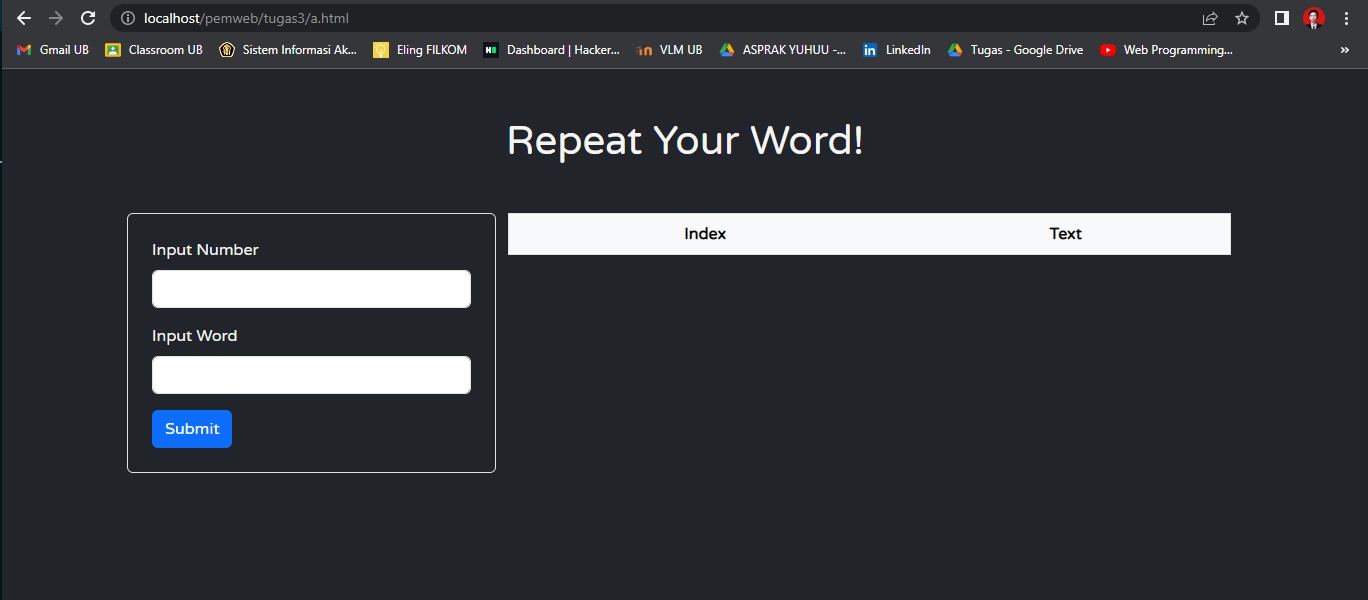 localhost/pemweb/tugas3/a.html
Gmail UB Classroom UB Sistem Informasi Ak... Eling FILKOM Dashboard | Hacker... VLM UB ASPRAK YUHUU -... LinkedIn Tugas - Google Drive Web Programming... »
Repeat Your Word!
Index Text
Input Number
Input Word
Submit